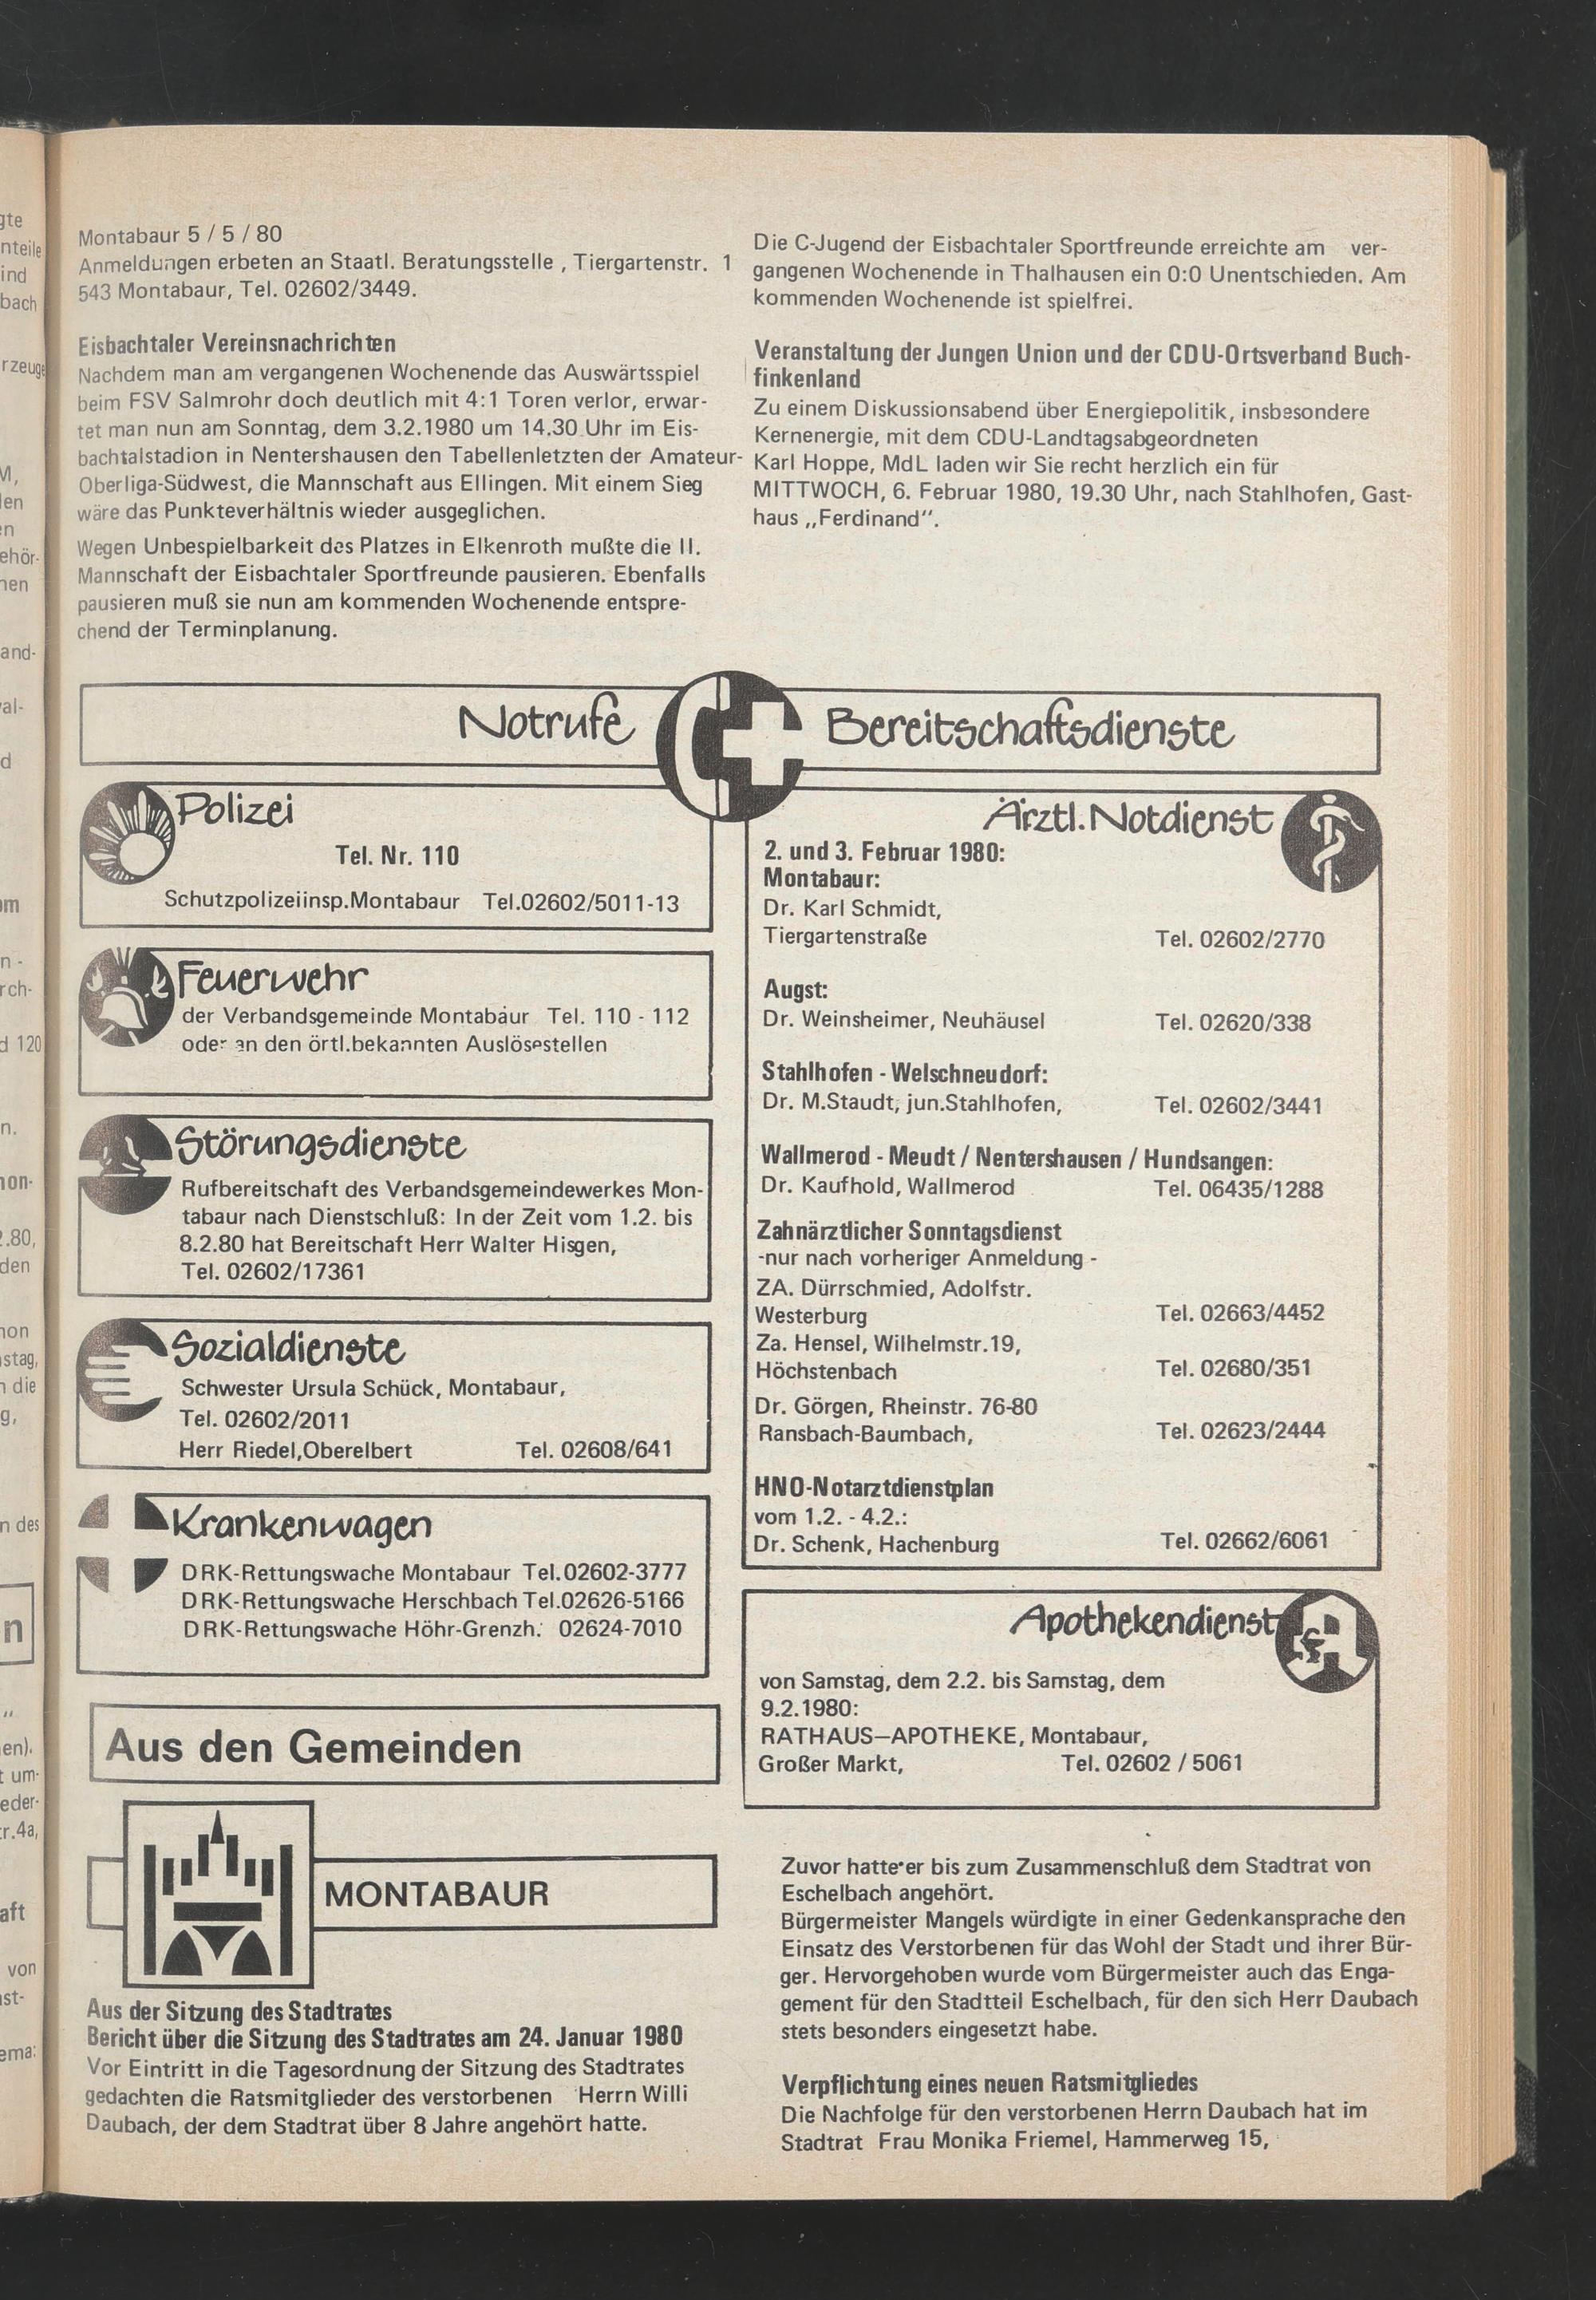 Montabaur 5 / 5 / 80
Anmeldungen erbeten an Staatl. Beratungsstelle , Tiergartenstr. 1
543 Montabaur, Tel. 02602/3449.
Eisbachtaler Vereinsnachrichten
Nachdem man am vergangenen Wochenende das Auswärtsspiel
beim FSV Salmrohr doch deutlich mit 4:1 Toren verlor, erwar-
tet man nun am Sonntag, dem 3.2.1980 um 14.30 Uhr im Eis-
bachtalstadion in Nentershausen den Tabellenletzten der Amateur-
Oberliga-Südwest, die Mannschaft aus Ellingen. Mit einem Sieg
wäre das Punkteverhältnis wieder ausgeglichen.
Wegen Unbespielbarkeit des Platzes in Elkenroth mußte die II.
Mannschaft der Eisbachtaler Sportfreunde pausieren. Ebenfalls
pausieren muß sie nun am kommenden Wochenende entspre-
chend der Terminplanung.
Die C-Jugend der Eisbachtaler Sportfreunde erreichte am ver-
gangenen Wochenende in Thalhausen ein 0:0 Unentschieden. Am
kommenden Wochenende ist spielfrei.
Veranstaltung der Jungen Union und der CDU-Ortsverband Buch-
finkenland
Zu einem Diskussionsabend über Energiepolitik, insbesondere
Kernenergie, mit dem CDU-Landtagsabgeordneten
Karl Hoppe, MdL laden wir Sie recht herzlich ein für
MITTWOCH, 6. Februar 1980, 19.30 Uhr, nach Stahlhofen, Gast-
haus „Ferdinand“.
Notrufe Bereitschaftsdienste
Polizei
Tel. Nr. 110
Schutzpolizeiinsp.Montabaur Tel.02602/5011-13
Feuerwehr
der Verbandsgemeinde Montabaur Tel. 110 - 112
oder an den örtl.bekannten Auslösestellen
Störungsdienste
Rufbereitschaft des Verbandsgemeindewerkes Mon-
tabaur nach Dienstschluß: In der Zeit vom 1.2. bis
8.2.80 hat Bereitschaft Herr Walter Hisgen,
Tel. 02602/17361
Sozialdienste
Schwester Ursula Schück, Montabaur,
Tel. 02602/2011
Herr Riedel,Oberelbert Tel. 02608/641
Krankenwagen
DRK-Rettungswache Montabaur Tel.02602-3777
DRK-Rettungswache Herschbach Tel.02626-5166
DRK-Rettungswache Höhr-Grenzh. 02624-7010
Ärztl. Notdienst
2. und 3. Februar 1980:
Montabaur:
Dr. Karl Schmidt,
Tiergartenstraße Tel. 02602/2770
Augst:
Dr. Weinsheimer, Neuhäusel Tel. 02620/338
Stahlhofen - Welschneudorf:
Dr. M.Staudt, jun.Stahlhofen, Tel. 02602/3441
Wallmerod - Meudt / Nentershausen / Hundsangen:
Dr. Kaufhold, Wallmerod Tel. 06435/1288
Zahnärztlicher Sonntagsdienst
-nur nach vorheriger Anmeldung -
ZA. Dürrschmied, Adolfstr.
Westerburg Tel. 02663/4452
Za. Hensel, Wilhelmstr.19,
Höchstenbach Tel. 02680/351
Dr. Görgen, Rheinstr. 76-80
Ransbach-Baumbach, Tel. 02623/2444
HNO-Notarztdienstplan
vom 1.2. - 4.2.:
Dr. Schenk, Hachenburg Tel. 02662/6061
Apothekendienst
von Samstag, dem 2.2. bis Samstag, dem
9.2.1980:
RATHAUS—APOTHEKE, Montabaur,
Großer Markt, Tel. 02602 / 5061
Aus den Gemeinden
MONTABAUR
Aus der Sitzung des Stadtrates
Bericht über die Sitzung des Stadtrates am 24. Januar 1980
Vor Eintritt in die Tagesordnung der Sitzung des Stadtrates
gedachten die Ratsmitglieder des verstorbenen Herrn Willi
Daubach, der dem Stadtrat über 8 Jahre angehört hatte.
Zuvor hatte er bis zum Zusammenschluß dem Stadtrat von
Eschelbach angehört.
Bürgermeister Mangels würdigte in einer Gedenkansprache den
Einsatz des Verstorbenen für das Wohl der Stadt und ihrer Bür-
ger. Hervorgehoben wurde vom Bürgermeister auch das Enga-
gement für den Stadtteil Eschelbach, für den sich Herr Daubach
stets besonders eingesetzt habe.
Verpflichtung eines neuen Ratsmitgliedes
Die Nachfolge für den verstorbenen Herrn Daubach hat im
Stadtrat Frau Monika Friemel, Hammerweg 15,